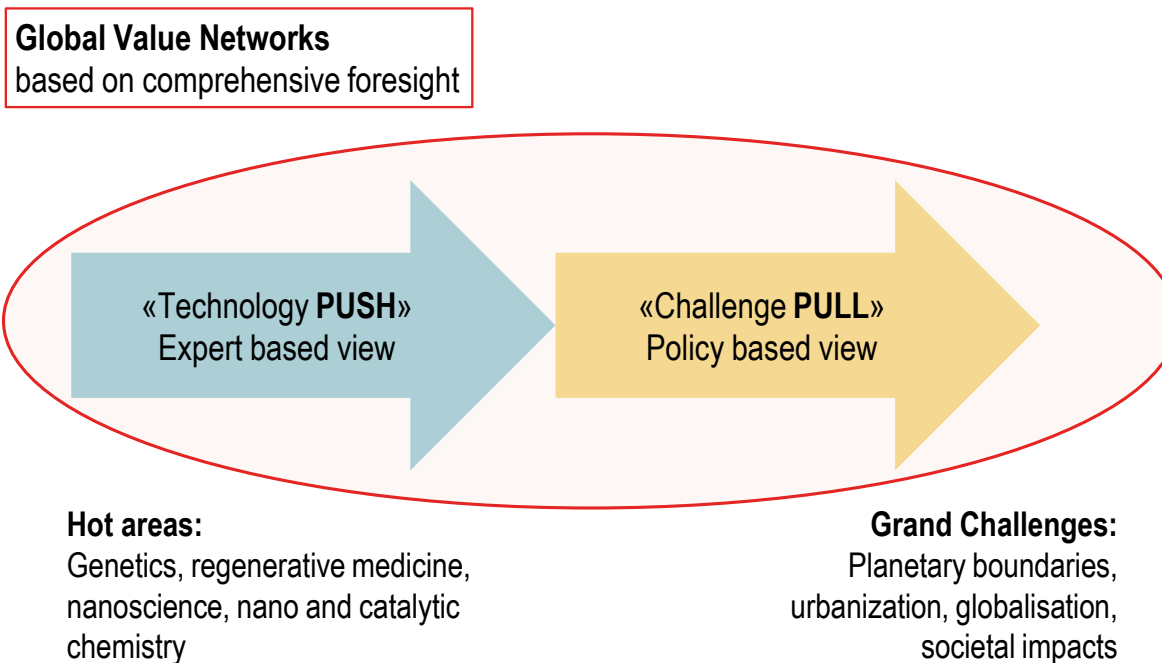 Global Value Networks
based on comprehensive foresight
«Technology PUSH»
Expert based view
«Challenge PULL»
Policy based view
Hot areas:
Genetics, regenerative medicine,
nanoscience, nano and catalytic
chemistry
Grand Challenges:
Planetary boundaries,
urbanization, globalisation,
societal impacts